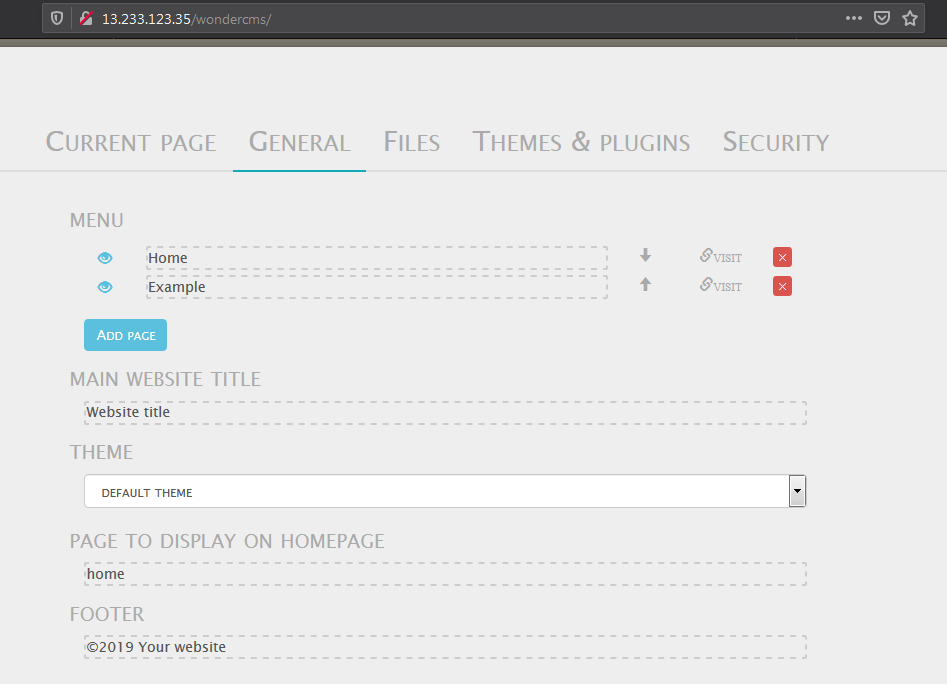 13.233.123.35/wondercms/
Current page General Files Themes & plugins Security
MENU
Home VISIT
Example VISIT
Add page
MAIN WEBSITE TITLE
Website title
THEME
DEFAULT THEME
PAGE TO DISPLAY ON HOMEPAGE
home
FOOTER
©2019 Your website